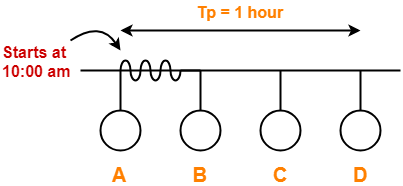 Tp = 1 hour
Starts at
10:00 am
A B C D